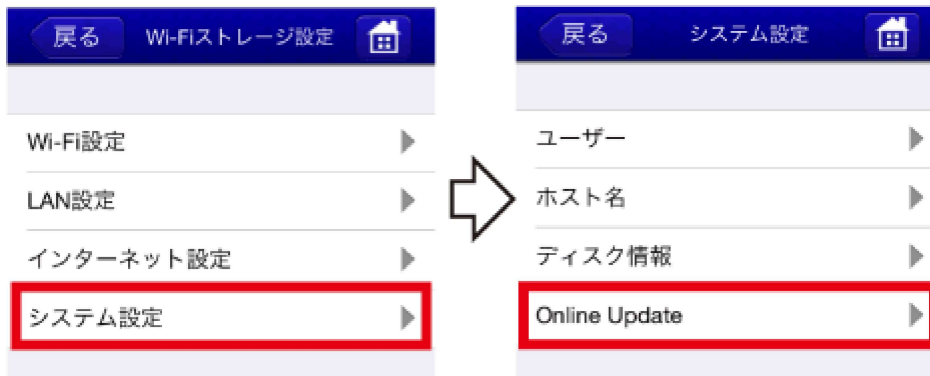 戻る
Wi-Fiストレージ設定
Wi-Fi設定
LAN設定
インターネット設定
システム設定
戻る
システム設定
ユーザー
ホスト名
ディスク情報
Online Update